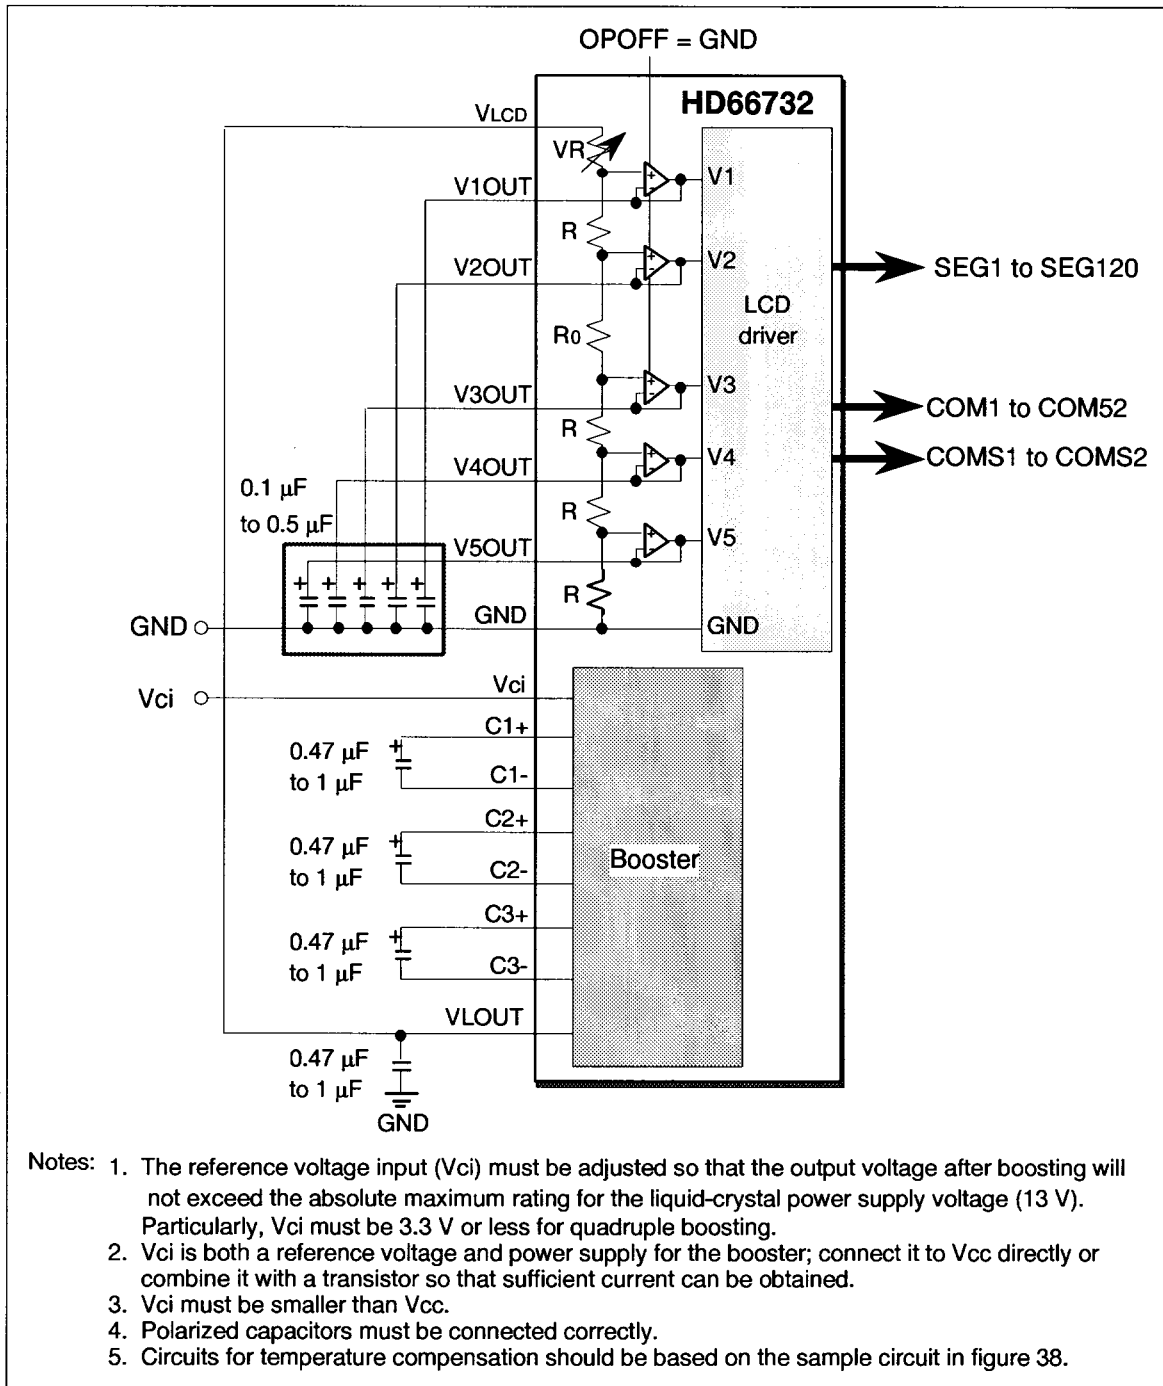 OPOFF = GND
HD66732
VLCD
VR
V1OUT
V1
R
V2OUT
V2
SEG1 to SEG120
LCD
driver
R0
V3OUT
V3
COM1 to COM52
R
V4OUT
V4
COMS1 to COMS2
0.1 µF
to 0.5 µF
R
V5OUT
V5
+ + + + +
R
GND
GND
GND
Vci
Vci
C1+
0.47 µF
+
to 1 µF
C1-
C2+
0.47 µF
+
to 1 µF
C2-
Booster
C3+
0.47 µF
+
to 1 µF
C3-
VLOUT
0.47 µF
to 1 µF
GND
Notes: 1. The reference voltage input (Vci) must be adjusted so that the output voltage after boosting will
not exceed the absolute maximum rating for the liquid-crystal power supply voltage (13 V).
Particularly, Vci must be 3.3 V or less for quadruple boosting.
2. Vci is both a reference voltage and power supply for the booster; connect it to Vcc directly or
combine it with a transistor so that sufficient current can be obtained.
3. Vci must be smaller than Vcc.
4. Polarized capacitors must be connected correctly.
5. Circuits for temperature compensation should be based on the sample circuit in figure 38.